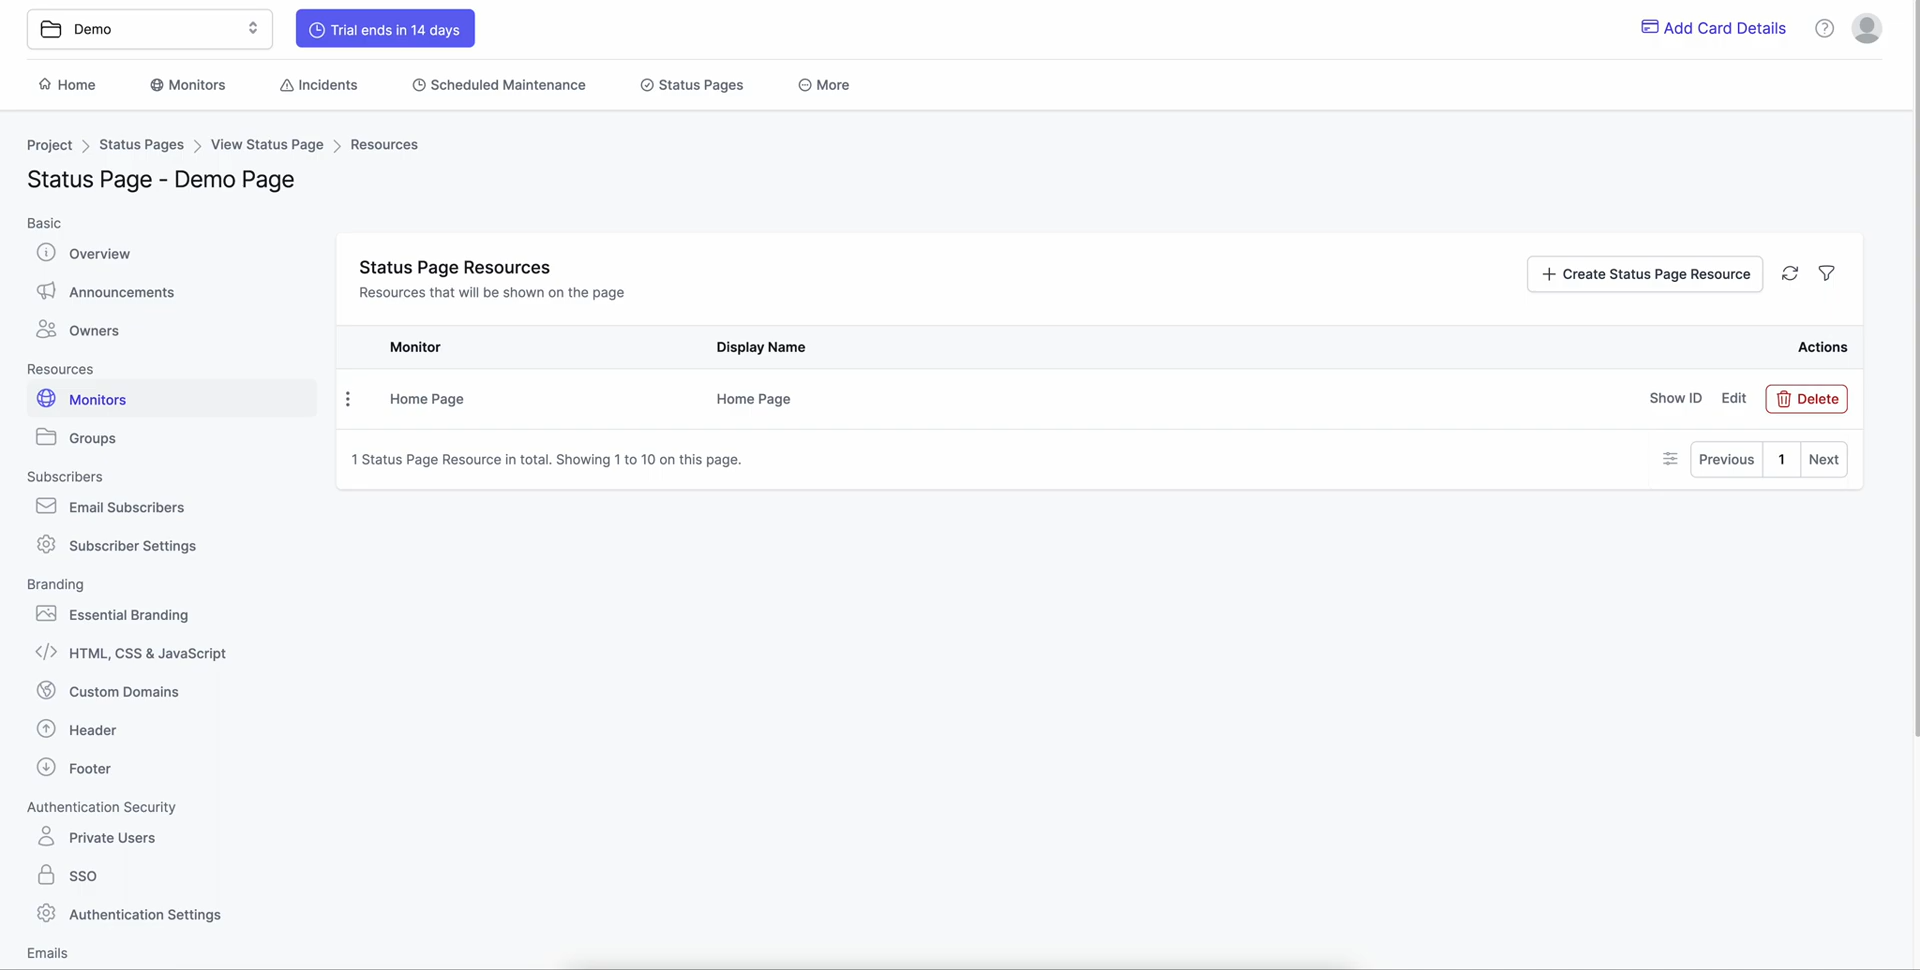 Demo
Trial ends in 14 days
Add Card Details
Home
Monitors
Incidents
Scheduled Maintenance
Status Pages
More
Project
Status Pages
View Status Page
Resources
Status Page - Demo Page
Basic
Overview
Announcements
Owners
Resources
Monitors
Groups
Subscribers
Email Subscribers
Subscriber Settings
Branding
Essential Branding
HTML, CSS & JavaScript
Custom Domains
Header
Footer
Authentication Security
Private Users
SSO
Authentication Settings
Emails
Status Page Resources
Resources that will be shown on the page
Create Status Page Resource
Monitor
Display Name
Actions
Home Page
Home Page
Show ID
Edit
Delete
1 Status Page Resource in total. Showing 1 to 10 on this page.
Previous
1
Next